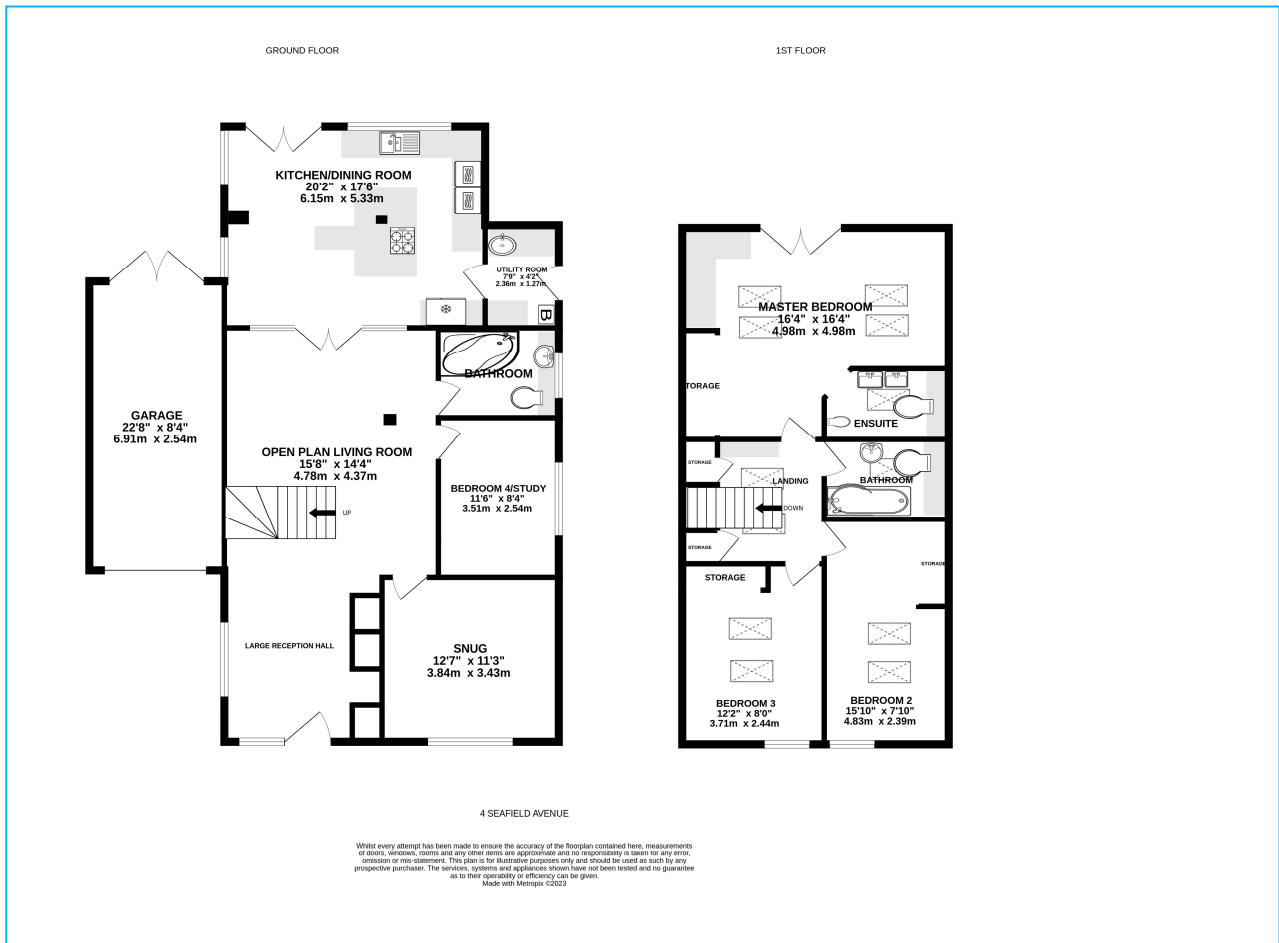 GROUND FLOOR
1ST FLOOR
KITCHEN/DINING ROOM
20'2" x 17'6"
6.15m x 5.33m
UTILITY ROOM
7'9" x 4'2"
2.36m x 1.27m
B
BATHROOM
GARAGE
22'8" x 8'4"
6.91m x 2.54m
OPEN PLAN LIVING ROOM
15'8" x 14'4"
4.78m x 4.37m
UP
BEDROOM 4/STUDY
11'6" x 8'4"
3.51m x 2.54m
LARGE RECEPTION HALL
SNUG
12'7" x 11'3"
3.84m x 3.43m
MASTER BEDROOM
16'4" x 16'4"
4.98m x 4.98m
TORAGE
ENSUITE
STORAGE
LANDING
BATHROOM
DOWN
STORAGE
STORAGE
STORAGE
BEDROOM 3
12'2" x 8'0"
3.71m x 2.44m
BEDROOM 2
15'10" x 7'10"
4.83m x 2.39m
4 SEAFIELD AVENUE
Whilst every attempt has been made to ensure the accuracy of the floorplan contained here, measurements
of doors, windows, rooms and any other items are approximate and no responsibility is taken for any error,
omission or mis-statement. This plan is for illustrative purposes only and should be used as such by any
prospective purchaser. The services, systems and appliances shown have not been tested and no guarantee
as to their operability or efficiency can be given.
Made with Metropix ©2023